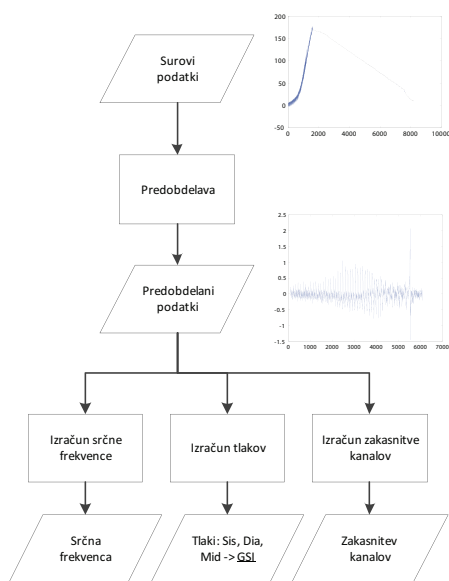 Surovi
podatki
200
150
100
50
0
-50
0 2000 4000 6000 8000 10000
Predobdelava
Predobdelani
podatki
2.5
2
1.5
1
0.5
0
-0.5
-1
-1.5
0 1000 2000 3000 4000 5000 6000 7000
Izračun srčne
frekvence
Izračun tlakov
Izračun zakasnitve
kanalov
Srčna
frekvenca
Tlaki: Sis, Dia,
Mid -> GSI
Zakasnitev
kanalov